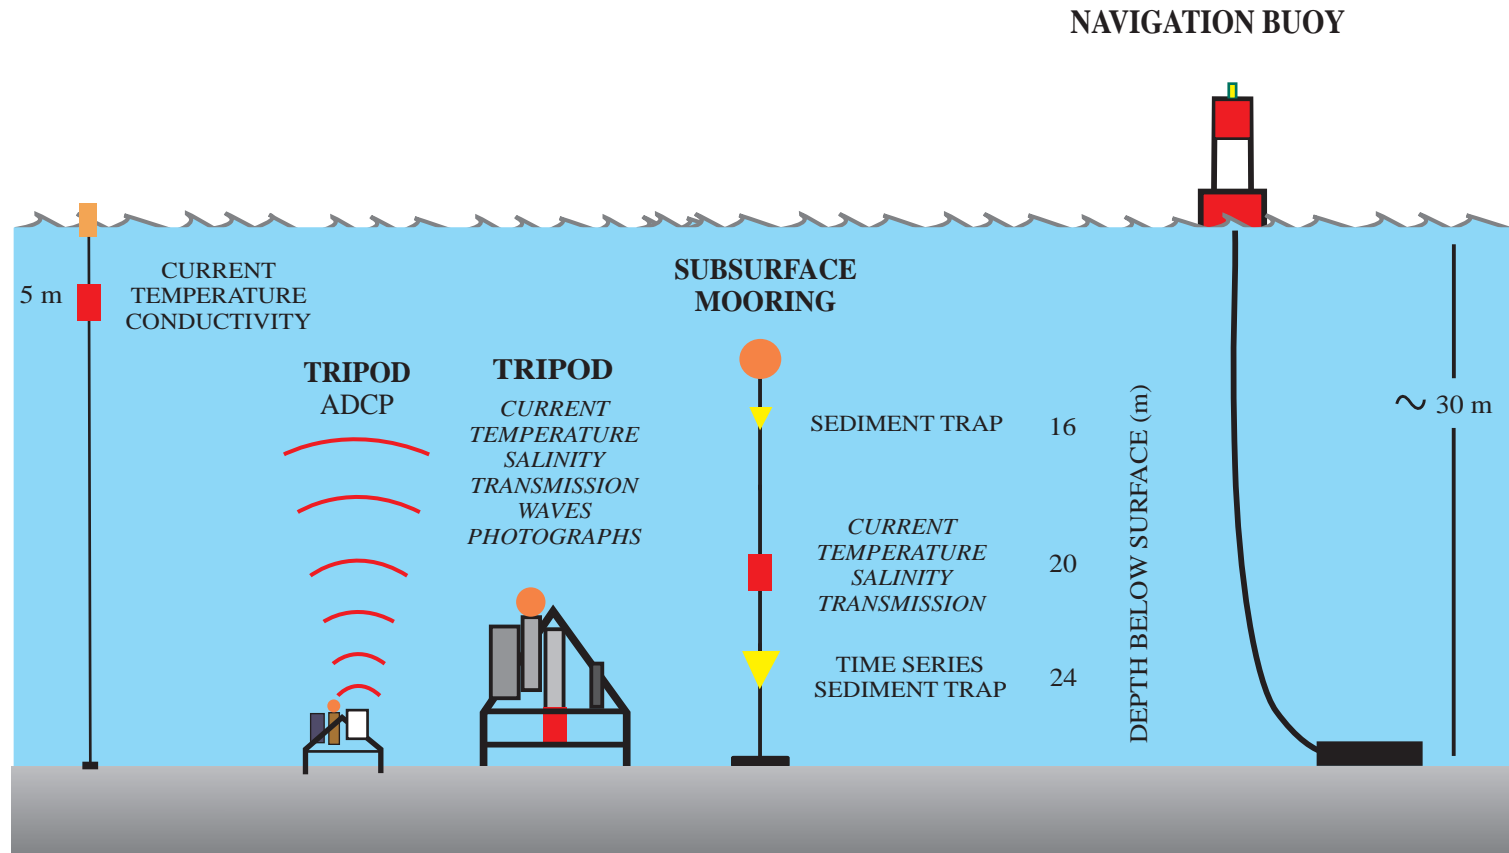 NAVIGATION BUOY
5 m
CURRENT
TEMPERATURE
CONDUCTIVITY
TRIPOD
ADCP
TRIPOD
CURRENT
TEMPERATURE
SALINITY
TRANSMISSION
WAVES
PHOTOGRAPHS
SUBSURFACE
MOORING
SEDIMENT TRAP 16
CURRENT
TEMPERATURE
SALINITY
TRANSMISSION
20
TIME SERIES
SEDIMENT TRAP
24
DEPTH BELOW SURFACE (m)
~ 30 m